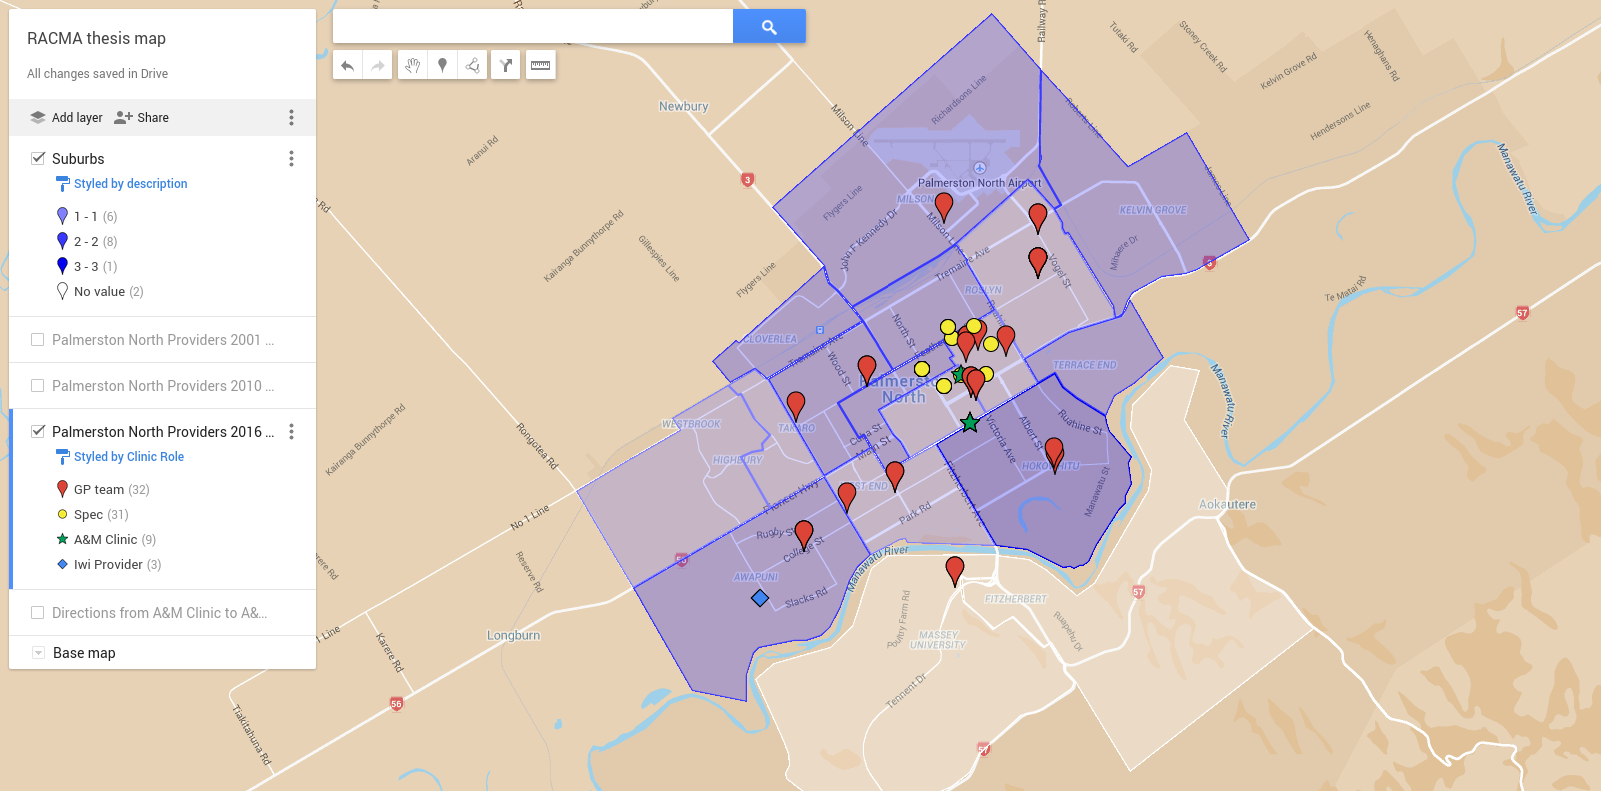 RACMA thesis map
All changes saved in Drive
Add layer
Share
Suburbs
Styled by description
1 - 1 (6)
2 - 2 (8)
3 - 3 (1)
No value (2)
Palmerston North Providers 2001 ...
Palmerston North Providers 2010 ...
Palmerston North Providers 2016 ...
Styled by Clinic Role
GP team (32)
Spec (31)
A&M Clinic (9)
Iwi Provider (3)
Directions from A&M Clinic to A&...
Base map
Newbury
Aranui Rd
3
Kairanga Bunnythorpe Rd
Gillespies Line
Flygers Line
Milson Line
Richardsons Line
Railway Rd
Roberts Line
Tutaki Rd
Stoney Creek Rd
Kelvin Grove Rd
Henaghans Rd
Hendersons Line
James Line
Manawatu River
Palmerston North Airport
MILSON
Flygers Line
John F Kennedy Dr
Milson Line
KELVIN GROVE
Mihaere Dr
3
Tremaine Ave
Vogel St
ROSLYN
Te Matai Rd
57
CLOVERLEA
Tremaine Ave
North St
Wood St
TERRACE END
Palmerst
North
Manawatu River
WESTBROOK
TAKARO
Cuba St
Main St
HIGHBURY
Kairanga Bunnythorpe Rd
Rongotea Rd
No 1 Line
Pioneer Hwy
EST END
Park Rd
Fitzherbert Ave
Victoria Ave
Albert St
Ruahine St
HOKOWHITU
Manawatu St
Aokautere
Rugby St
College St
AWAPUNI
Slacks Rd
Manawatu River
Reserve Rd
FITZHERBERT
57
MASSEY
UNIVERSITY
Ruapehu Dr
Tennent Dr
57
Longburn
1 Line
Karere Rd
56
Tiakitahuna Rd